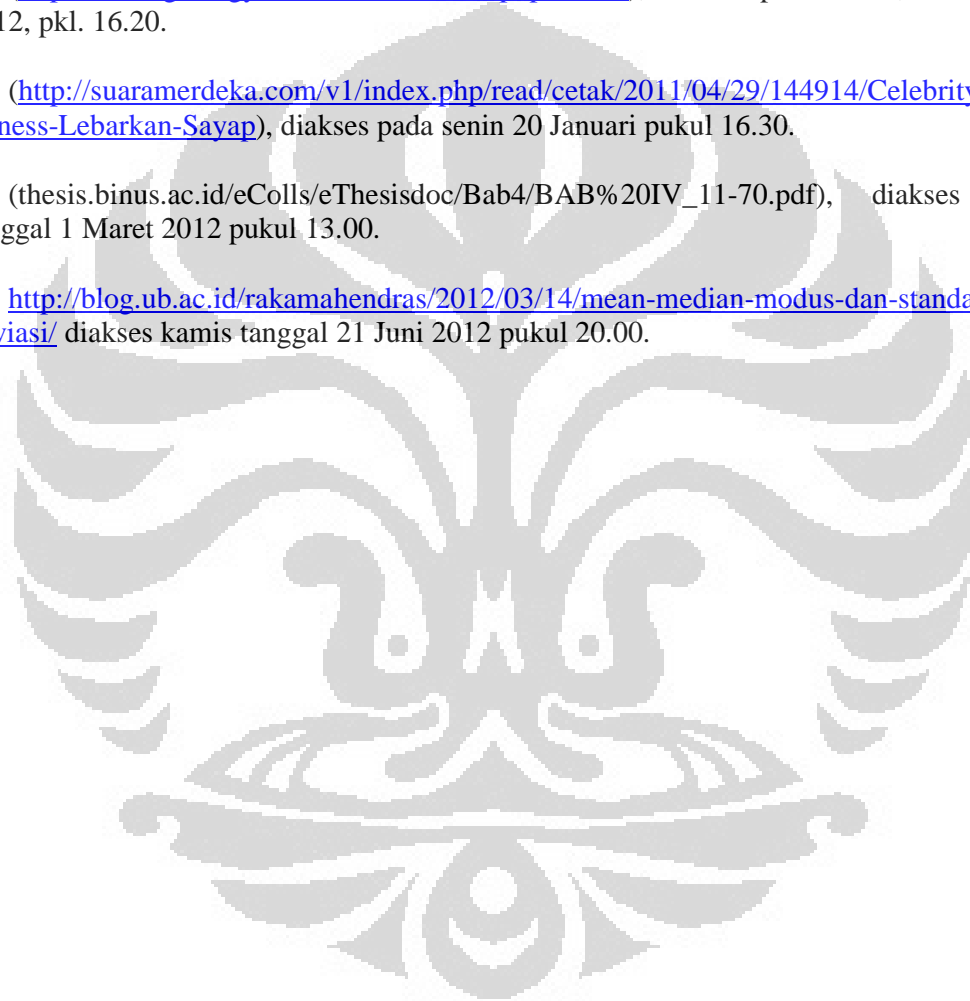 12, pkl. 16.20.
(http://suaramerdeka.com/v1/index.php/read/cetak/2011/04/29/144914/Celebrity
ness-Lebarkan-Sayap), diakses pada senin 20 Januari pukul 16.30.
(thesis.binus.ac.id/eColls/eThesisdoc/Bab4/BAB%20IV_11-70.pdf), diakses
ggal 1 Maret 2012 pukul 13.00.
http://blog.ub.ac.id/rakamahendras/2012/03/14/mean-median-modus-dan-standa
viasi/ diakses kamis tanggal 21 Juni 2012 pukul 20.00.